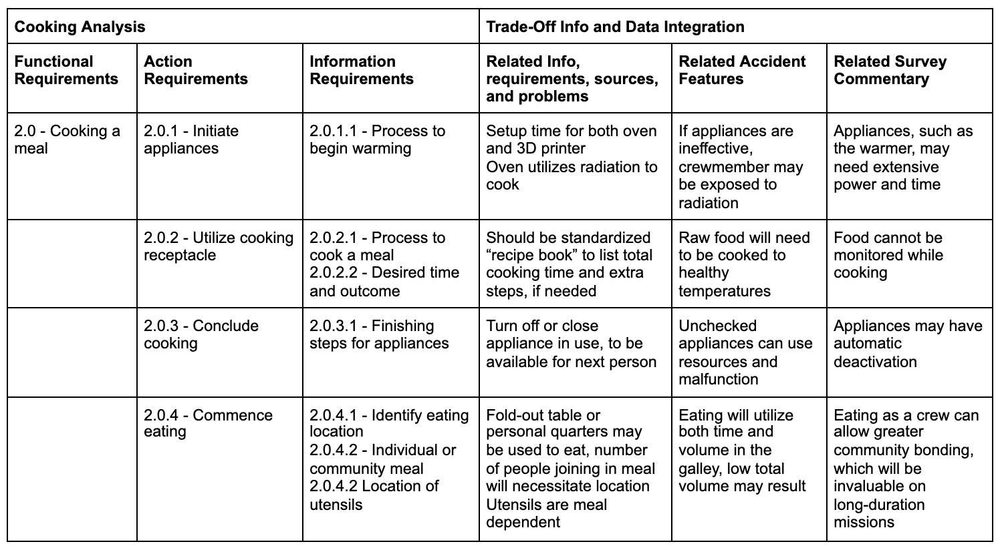 Cooking Analysis
Trade-Off Info and Data Integration
Functional
Requirements
Action
Requirements
Information
Requirements
Related Info,
requirements, sources,
and problems
Related Accident
Features
Related Survey
Commentary
2.0 - Cooking a
meal
2.0.1 - Initiate
appliances
2.0.1.1 - Process to
begin warming
Setup time for both oven
and 3D printer
Oven utilizes radiation to
cook
If appliances are
ineffective,
crewmember may
be exposed to
radiation
Appliances, such as
the warmer, may
need extensive
power and time
2.0.2 - Utilize cooking
receptacle
2.0.2.1 - Process to
cook a meal
2.0.2.2 - Desired time
and outcome
Should be standardized
“recipe book” to list total
cooking time and extra
steps, if needed
Raw food will need
to be cooked to
healthy
temperatures
Food cannot be
monitored while
cooking
2.0.3 - Conclude
cooking
2.0.3.1 - Finishing
steps for appliances
Turn off or close
appliance in use, to be
available for next person
Unchecked
appliances can use
resources and
malfunction
Appliances may have
automatic
deactivation
2.0.4 - Commence
eating
2.0.4.1 - Identify eating
location
2.0.4.2 - Individual or
community meal
2.0.4.2 Location of
utensils
Fold-out table or
personal quarters may
be used to eat, number
of people joining in meal
will necessitate location
Utensils are meal
dependent
Eating will utilize
both time and
volume in the
galley, low total
volume may result
Eating as a crew can
allow greater
community bonding,
which will be
invaluable on
long-duration
missions